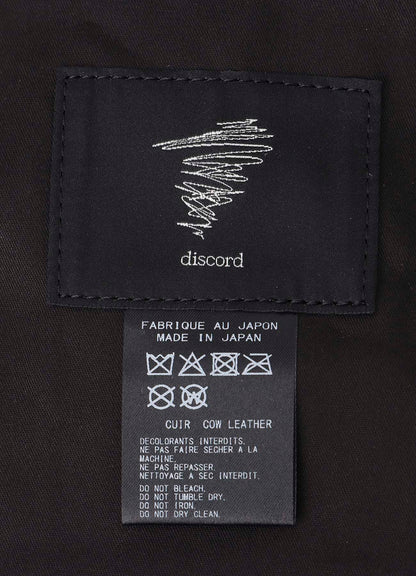 discord
FABRIQUE AU JAPON
MADE IN JAPAN
CUIR COW LEATHER
DECOLORANTS INTERDITS.
NE PAS FAIRE SECHER A LA
MACHINE.
NE PAS REPASSER.
NETTOYAGE A SEC INTERDIT.
DO NOT BLEACH.
DO NOT TUMBLE DRY.
DO NOT IRON.
DO NOT DRY CLEAN.